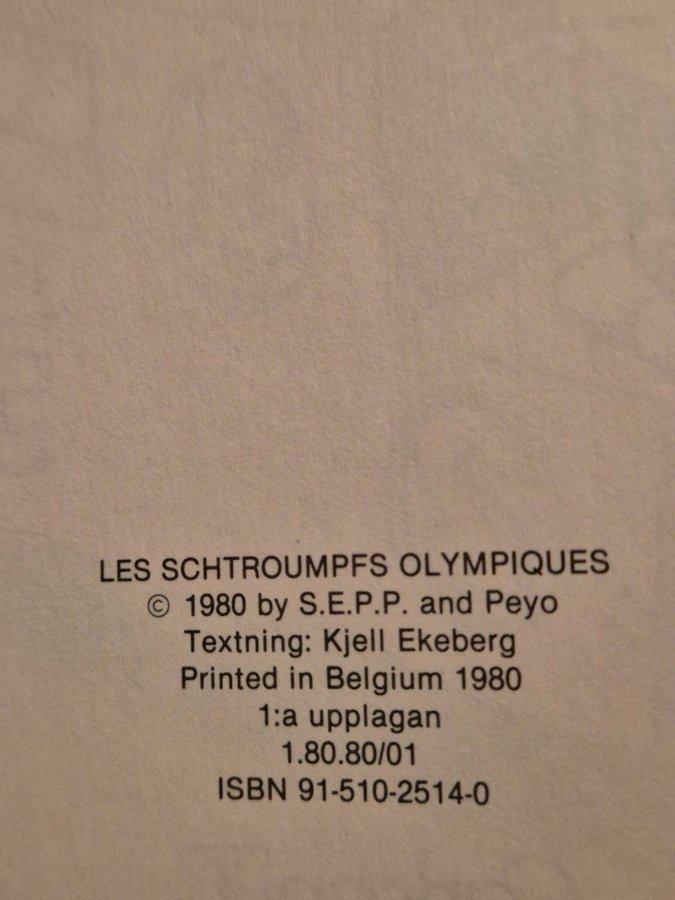 LES SCHTROUMPFS OLYMPIQUES
© 1980 by S.E.P.P. and Peyo
Textning: Kjell Ekeberg
Printed in Belgium 1980
1:a upplagan
1.80.80/01
ISBN 91-510-2514-0